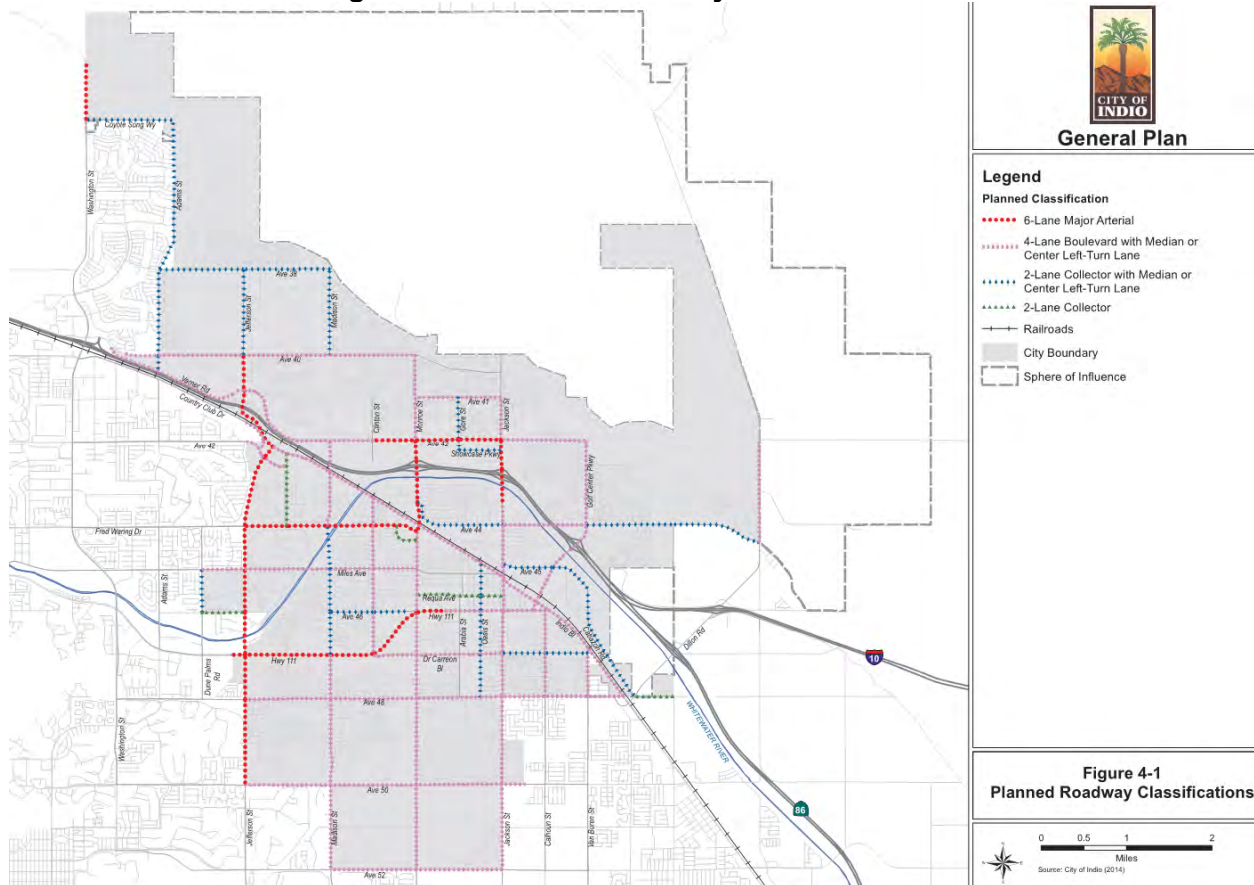 CITY OF
INDIO
General Plan
Legend
Planned Classification
6-Lane Major Arterial
4-Lane Boulevard with Median or
Center Left-Turn Lane
2-Lane Collector with Median or
Center Left-Turn Lane
2-Lane Collector
Railroads
City Boundary
Sphere of Influence
Coyote Song Wy
Washington St
Adams St
Ave 38
Jefferson St
Madison St
Ave 40
Varner Rd
Country Club Dr
Ave 41
Clinton St
Monroe St
Glore St
Jackson St
Ave 42
Ave 42
Showcase Pkwy
Golf Center Pkwy
Fred Waring Dr
Ave 44
Adams St
Miles Ave
Ave 45
Requa Ave
Ave 46
Hwy 111
Arabia St
Oasis St
Indio Bl
Cabazon
Dillon Rd
Hwy 111
Dune Palms
Rd
Dr Carreon
Bl
10
Ave 48
WHITEWATER RIVER
Washington St
Ave 50
86
Jefferson St
Madison St
Jackson St
Calhoun St
Van Buren St
Ave 52
Figure 4-1
Planned Roadway Classifications
0 0.5 1 2
Miles
Source: City of Indio (2014)